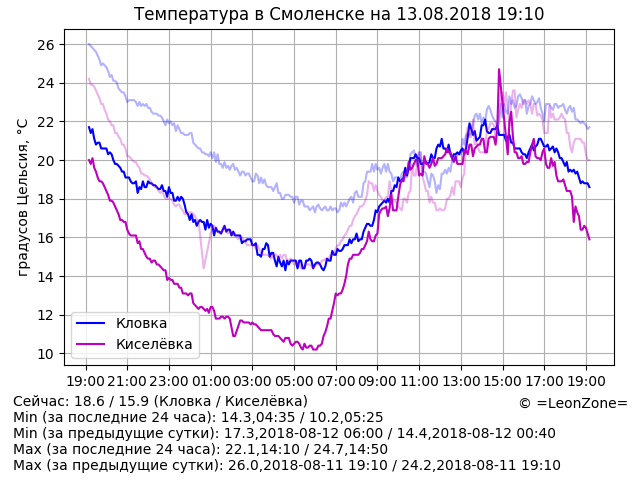 Температура в Смоленске на 13.08.2018 19:10
градусов Цельсия, °C
26
24
22
20
18
16
14
12
10
Кловка
Киселёвка
19:00 21:00 23:00 01:00 03:00 05:00 07:00 09:00 11:00 13:00 15:00 17:00 19:00
Сейчас: 18.6 / 15.9 (Кловка / Киселёвка)
© =LeonZone=
Min (за последние 24 часа): 14.3,04:35 / 10.2,05:25
Min (за предыдущие сутки): 17.3,2018-08-12 06:00 / 14.4,2018-08-12 00:40
Max (за последние 24 часа): 22.1,14:10 / 24.7,14:50
Max (за предыдущие сутки): 26.0,2018-08-11 19:10 / 24.2,2018-08-11 19:10